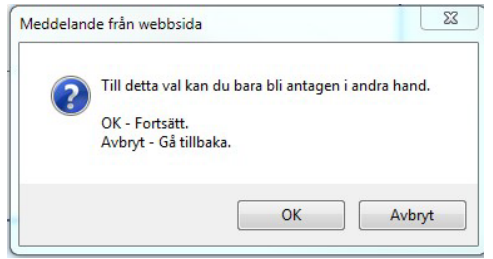 Meddelande från webbsida
Till detta val kan du bara bli antagen i andra hand.
OK - Fortsätt.
Avbryt - Gå tillbaka.
OK
Avbryt